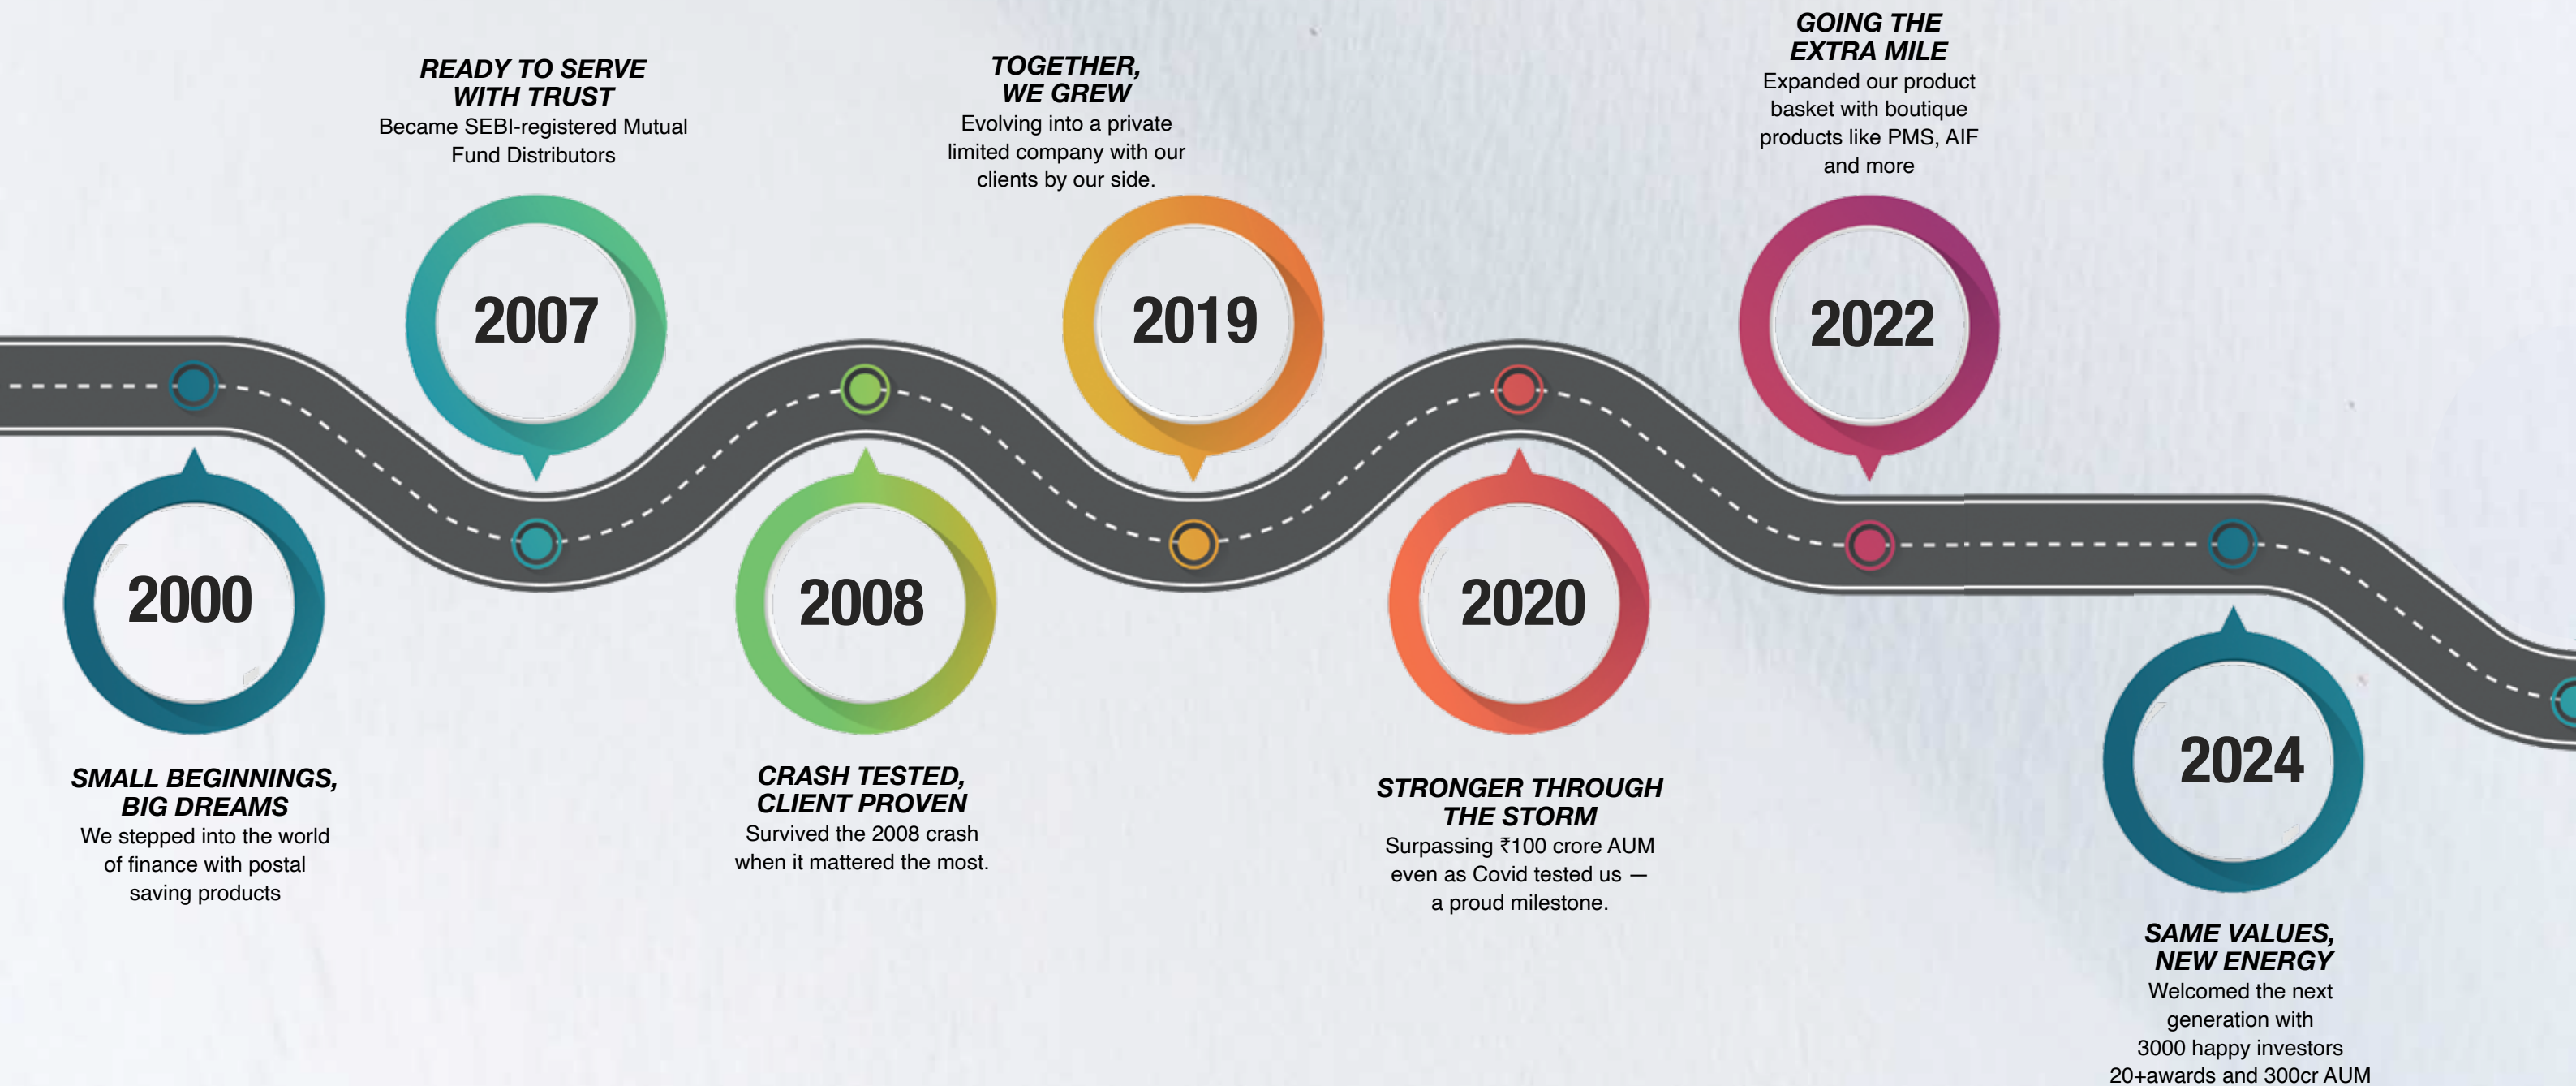 SMALL BEGINNINGS,
BIG DREAMS
We stepped into the world
of finance with postal
saving products
2000
READY TO SERVE
WITH TRUST
Became SEBI-registered Mutual
Fund Distributors
2007
2008
CRASH TESTED,
CLIENT PROVEN
Survived the 2008 crash
when it mattered the most.
TOGETHER,
WE GREW
Evolving into a private
limited company with our
clients by our side.
2019
2020
STRONGER THROUGH
THE STORM
Surpassing ₹100 crore AUM
even as Covid tested us —
a proud milestone.
GOING THE
EXTRA MILE
Expanded our product
basket with boutique
products like PMS, AIF
and more
2022
2024
SAME VALUES,
NEW ENERGY
Welcomed the next
generation with
3000 happy investors
20+awards and 300cr AUM